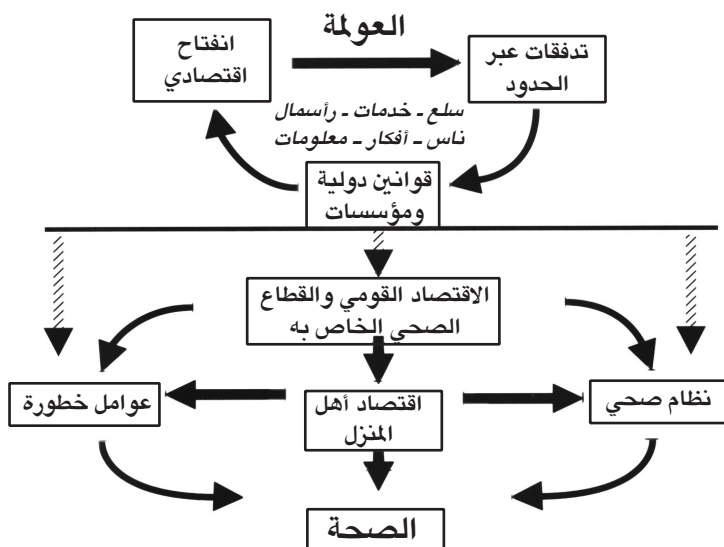 العولمة
انفتاح
اقتصادي
تدفقات عبر
الحدود
سلع ـ خدمات ـ رأسمال
ناس ـ أفكار ـ معلومات
قوانين دولية
ومؤسسات
الاقتصاد القومي والقطاع
الصحي الخاص به
نظام صحي
اقتصاد أهل
المنزل
عوامل خطورة
الصحة